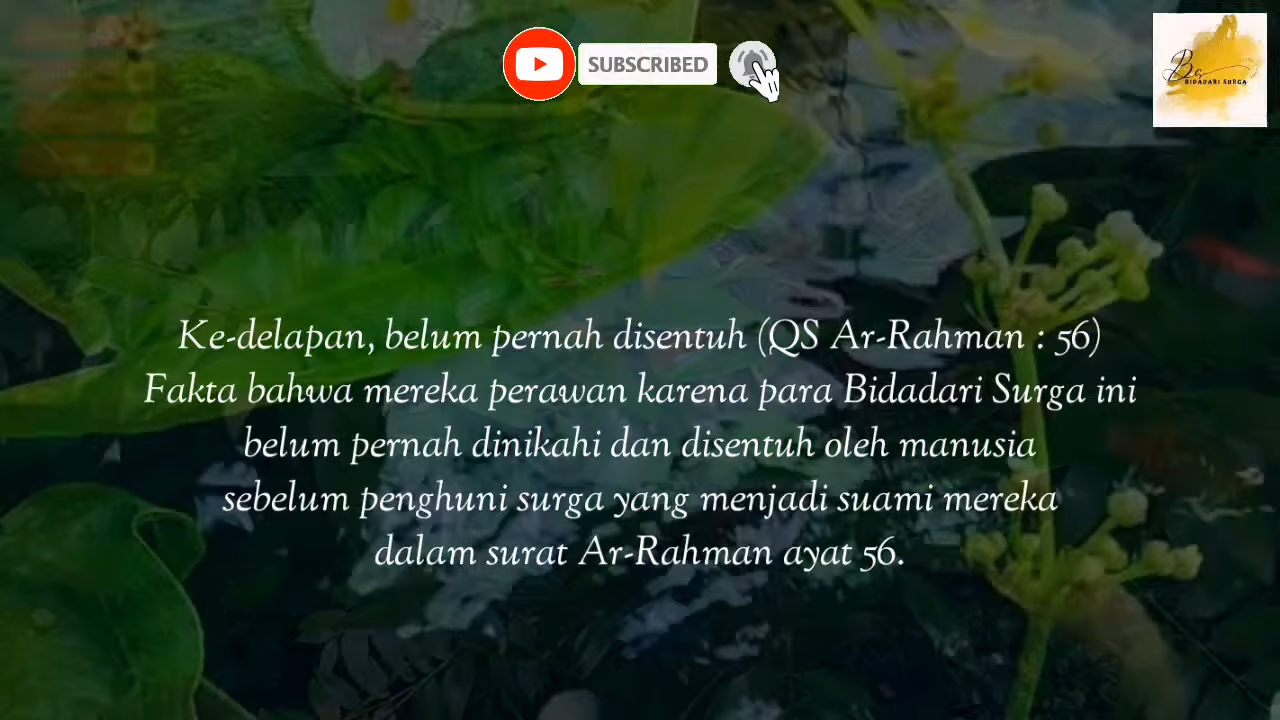 SUBSCRIBED
Bs
BIDADARI SURGA
Ke-delapan, belum pernah disentuh (QS Ar-Rahman : 56)
Fakta bahwa mereka perawan karena para Bidadari Surga ini
belum pernah dinikahi dan disentuh oleh manusia
sebelum penghuni surga yang menjadi suami mereka
dalam surat Ar-Rahman ayat 56.